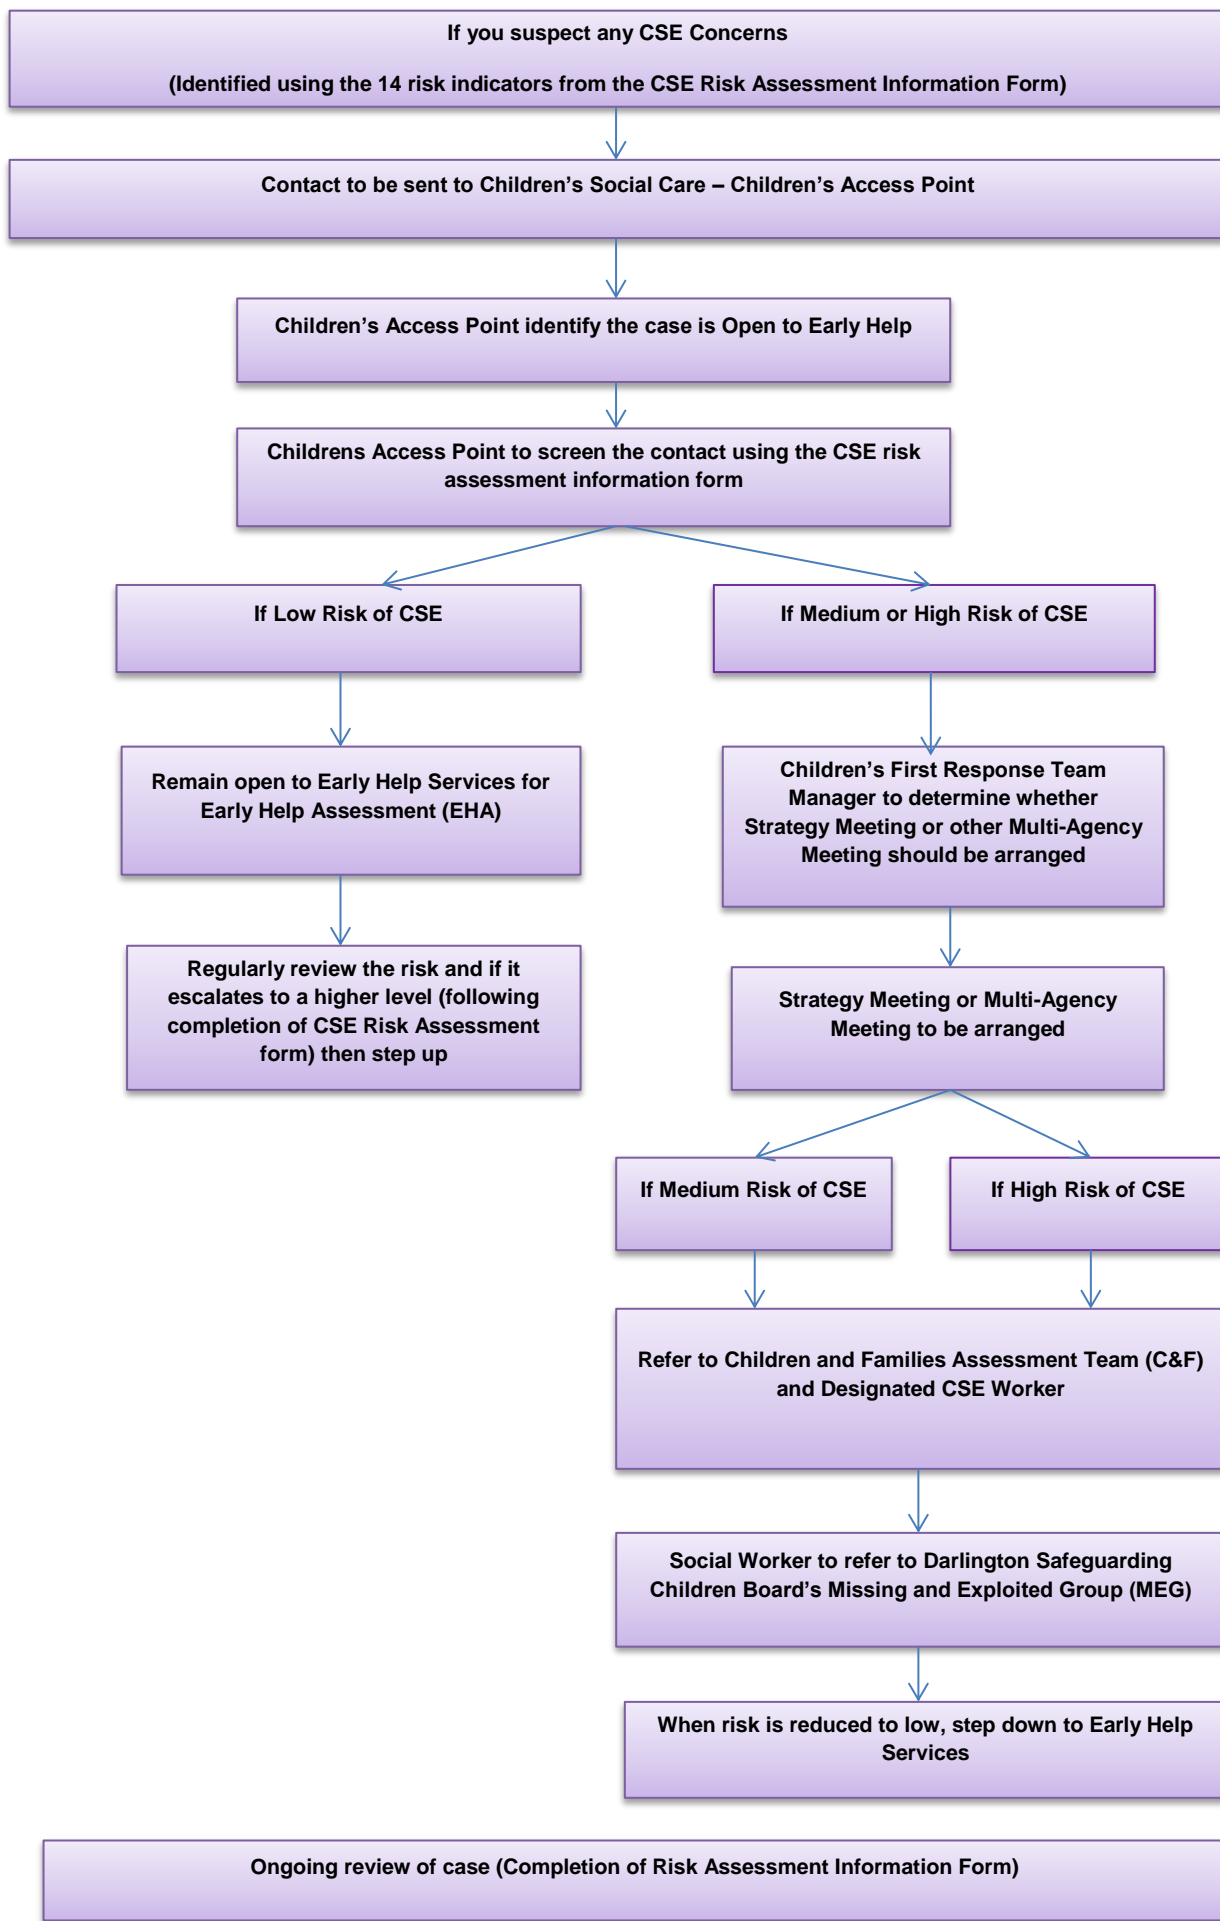 If you suspect any CSE Concerns
(Identified using the 14 risk indicators from the CSE Risk Assessment Information Form)
Contact to be sent to Children’s Social Care – Children’s Access Point
Children’s Access Point identify the case is Open to Early Help
Childrens Access Point to screen the contact using the CSE risk
assessment information form
If Low Risk of CSE
If Medium or High Risk of CSE
Remain open to Early Help Services for
Early Help Assessment (EHA)
Children’s First Response Team
Manager to determine whether
Strategy Meeting or other Multi-Agency
Meeting should be arranged
Regularly review the risk and if it
escalates to a higher level (following
completion of CSE Risk Assessment
form) then step up
Strategy Meeting or Multi-Agency
Meeting to be arranged
If Medium Risk of CSE
If High Risk of CSE
Refer to Children and Families Assessment Team (C&F)
and Designated CSE Worker
Social Worker to refer to Darlington Safeguarding
Children Board’s Missing and Exploited Group (MEG)
When risk is reduced to low, step down to Early Help
Services
Ongoing review of case (Completion of Risk Assessment Information Form)